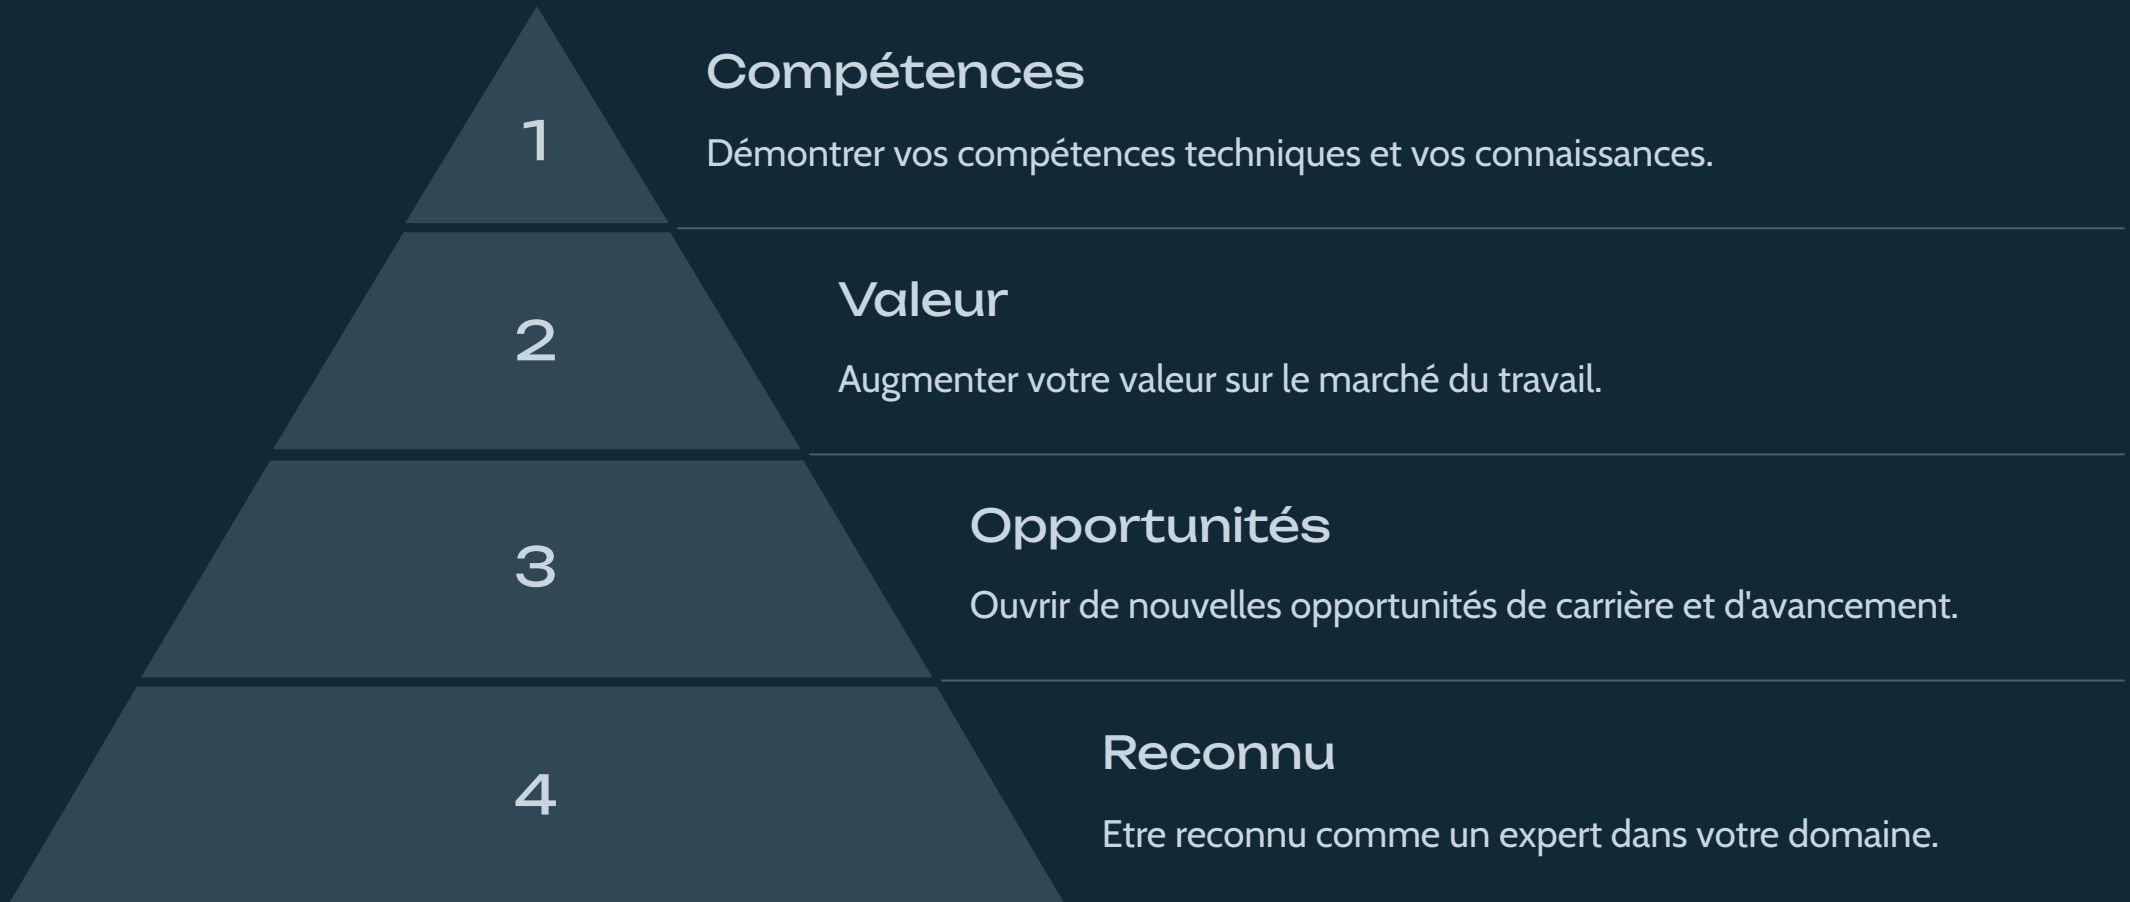 1
Compétences
Démontrer vos compétences techniques et vos connaissances.
2
Valeur
Augmenter votre valeur sur le marché du travail.
3
Opportunités
Ouvrir de nouvelles opportunités de carrière et d'avancement.
4
Reconnu
Etre reconnu comme un expert dans votre domaine.